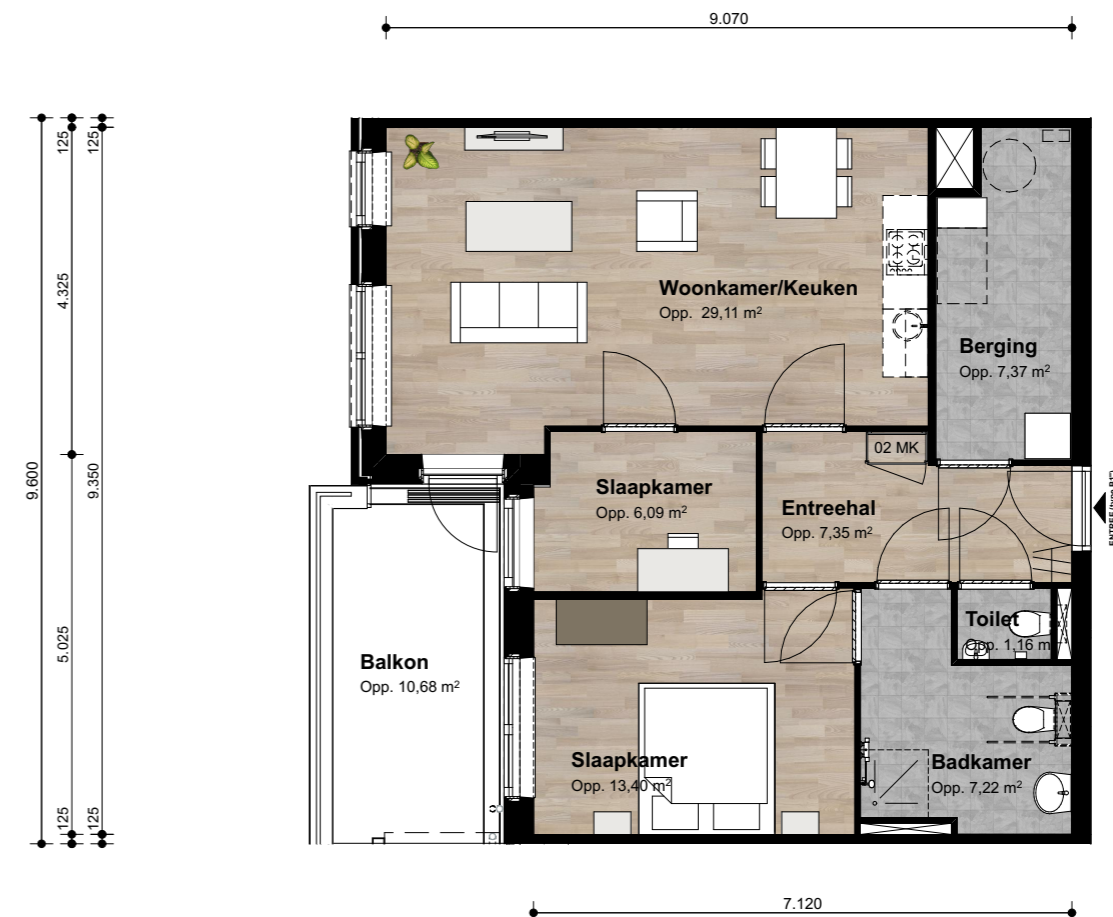 9.070
125
125
4.325
9.600
9.350
5.025
125
125
Woonkamer/Keuken
Opp. 29,11 m²
Berging
Opp. 7,37 m²
02 MK
Slaapkamer
Opp. 6,09 m²
Entreehal
Opp. 7,35 m²
Toilet
Opp. 1,16 m
Balkon
Opp. 10,68 m²
Slaapkamer
Opp. 13,40 m²
Badkamer
Opp. 7,22 m²
7.120